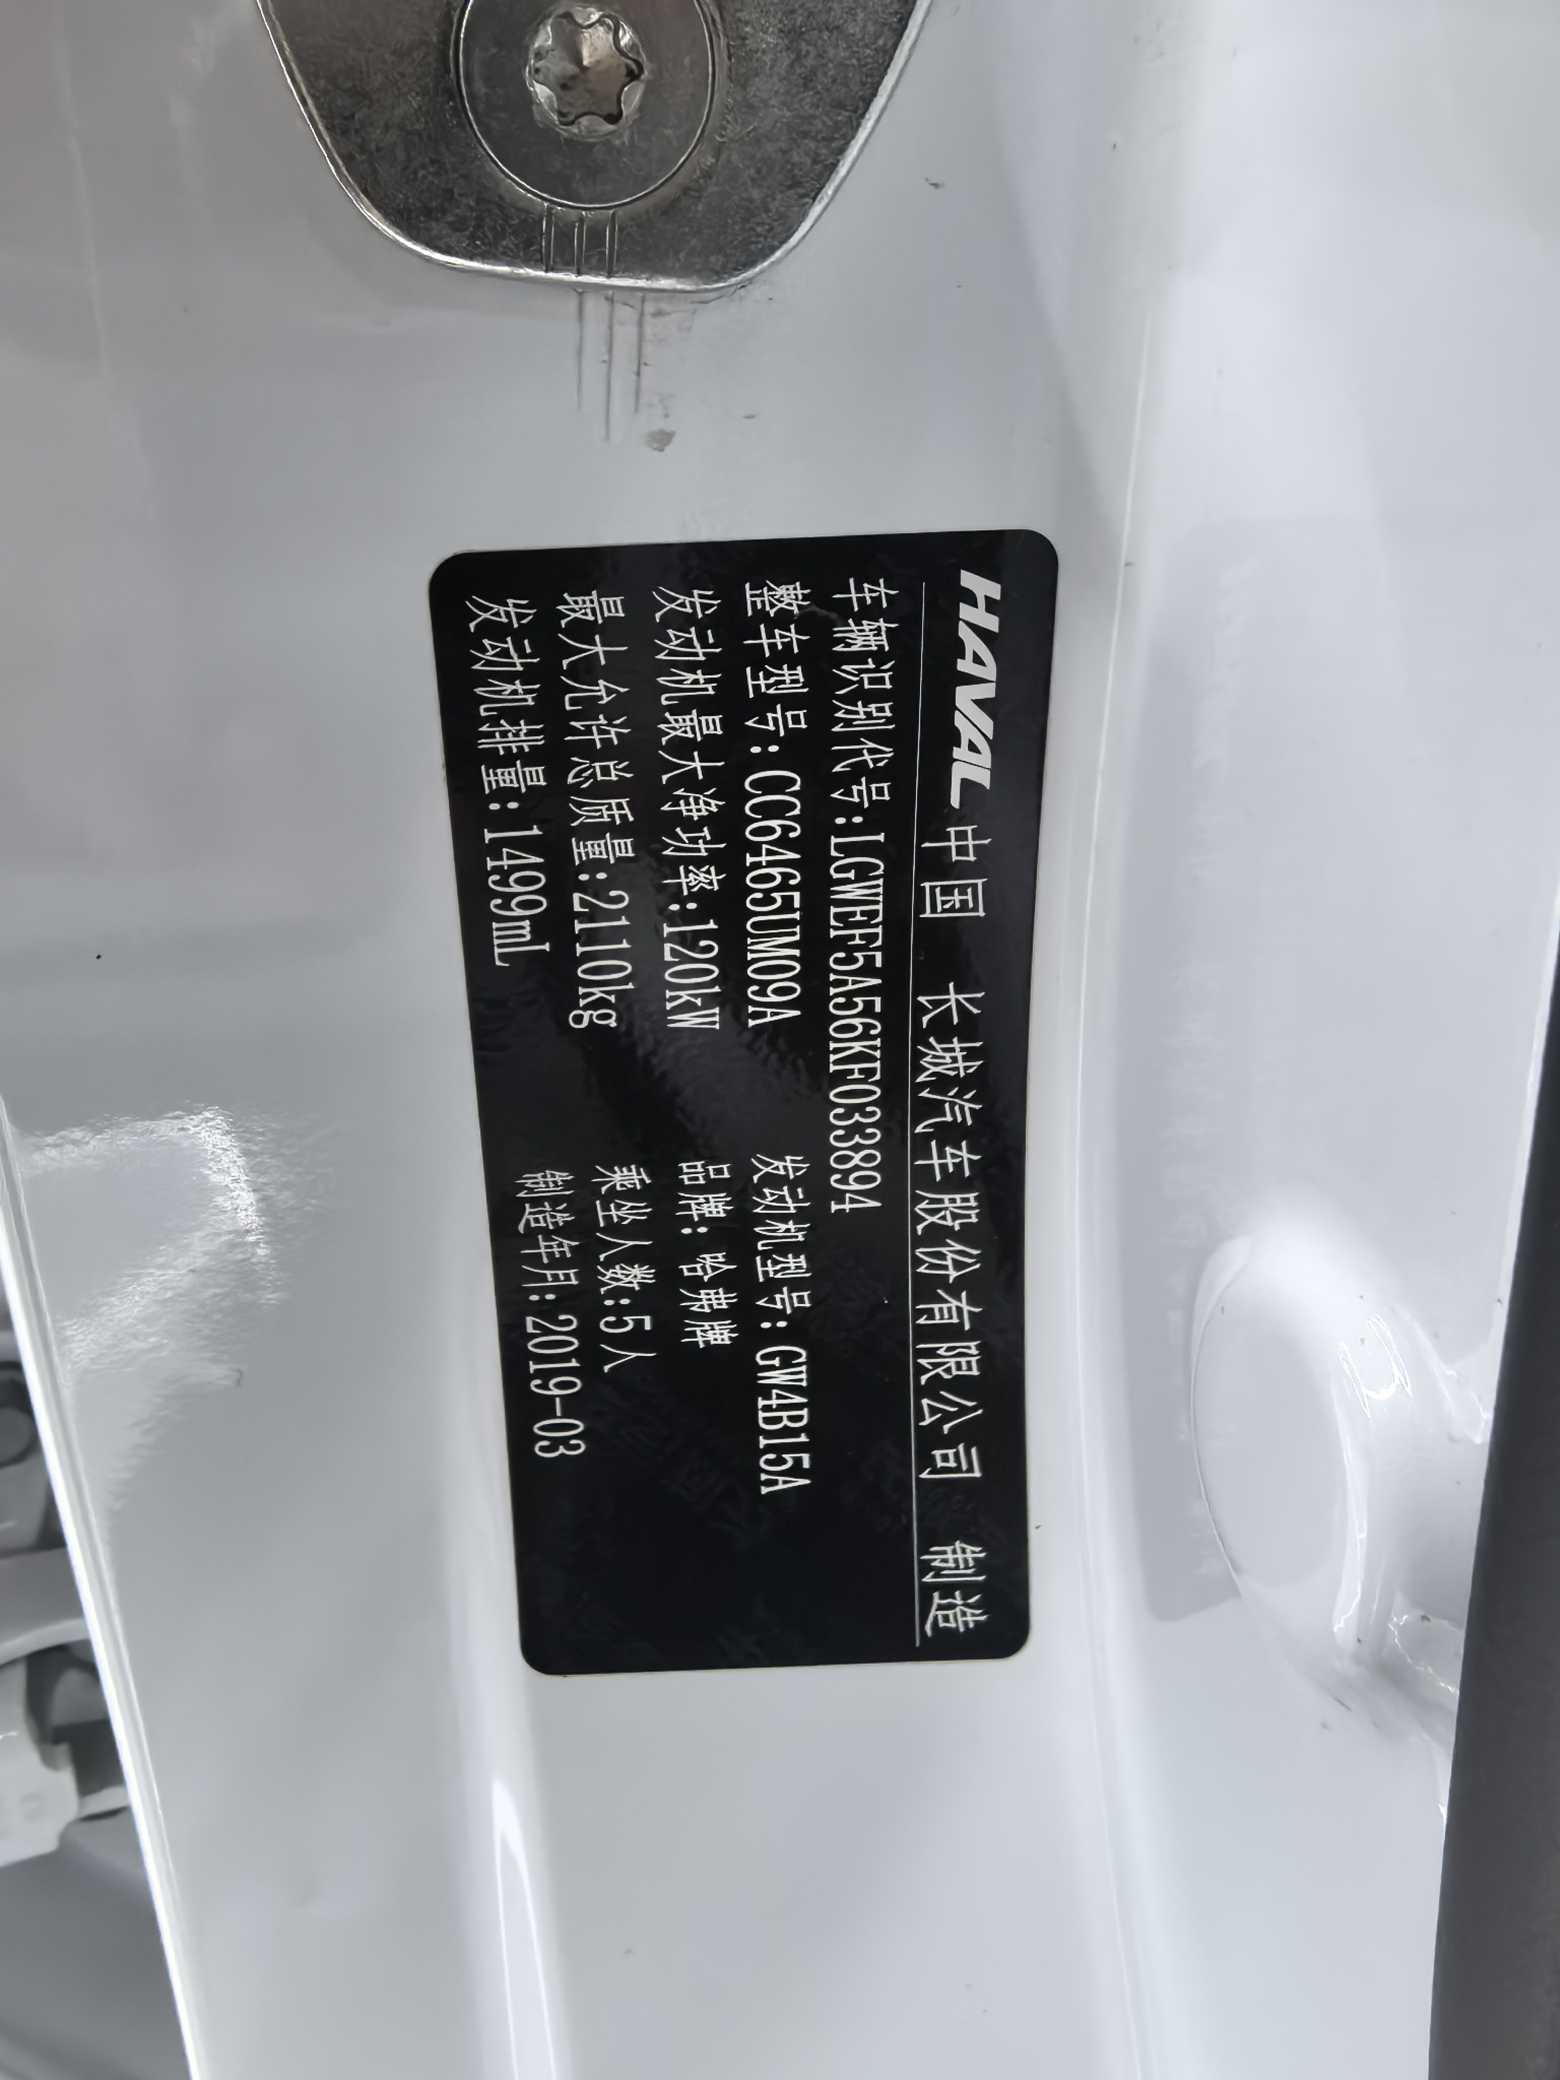 HAVAL 中国 长城汽车股份有限公司 制造
车辆识别代号:LGWEF5A56KF033894
整车型号:CC6465UM09A 发动机型号:GW4B15A
发动机最大净功率:120kW 品牌:哈弗牌
最大允许总质量:2110kg 乘坐人数:5人
发动机排量:1499mL 制造年月:2019-03